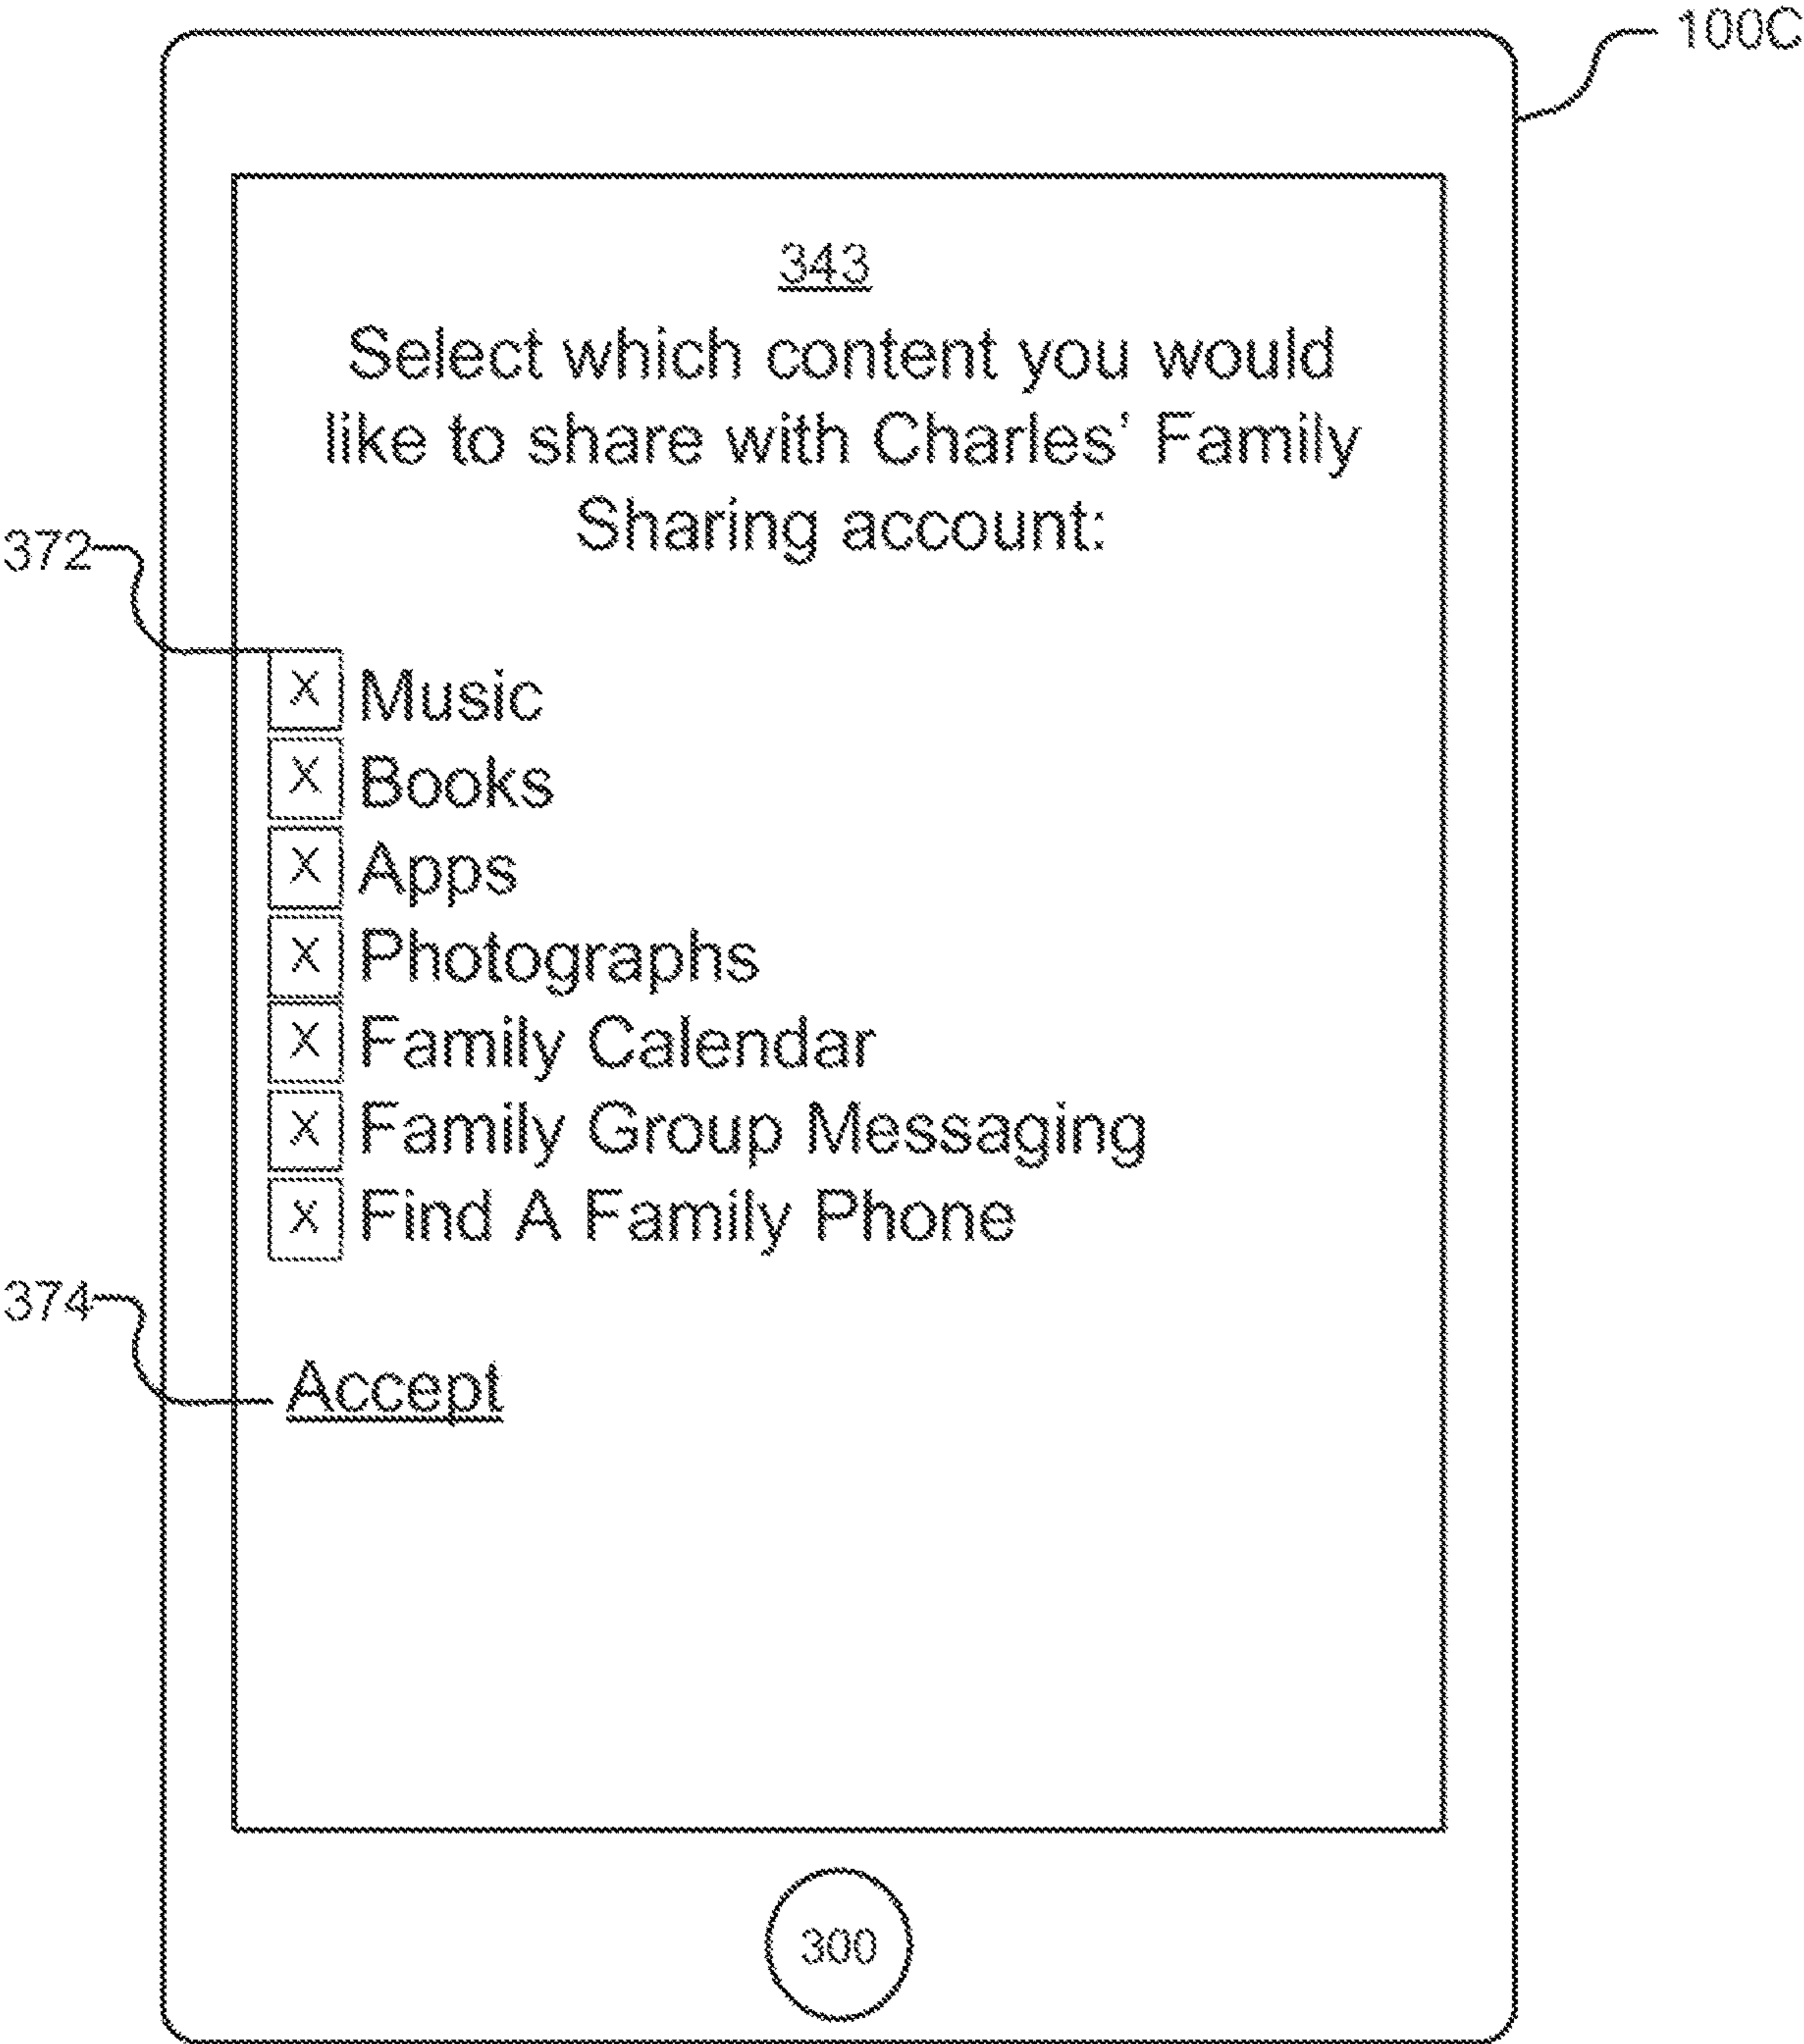 100C
343
Select which content you would
like to share with Charles' Family
Sharing account:
372
X Music
X Books
X Apps
X Photographs
X Family Calendar
X Family Group Messaging
X Find A Family Phone
374
Accept
300